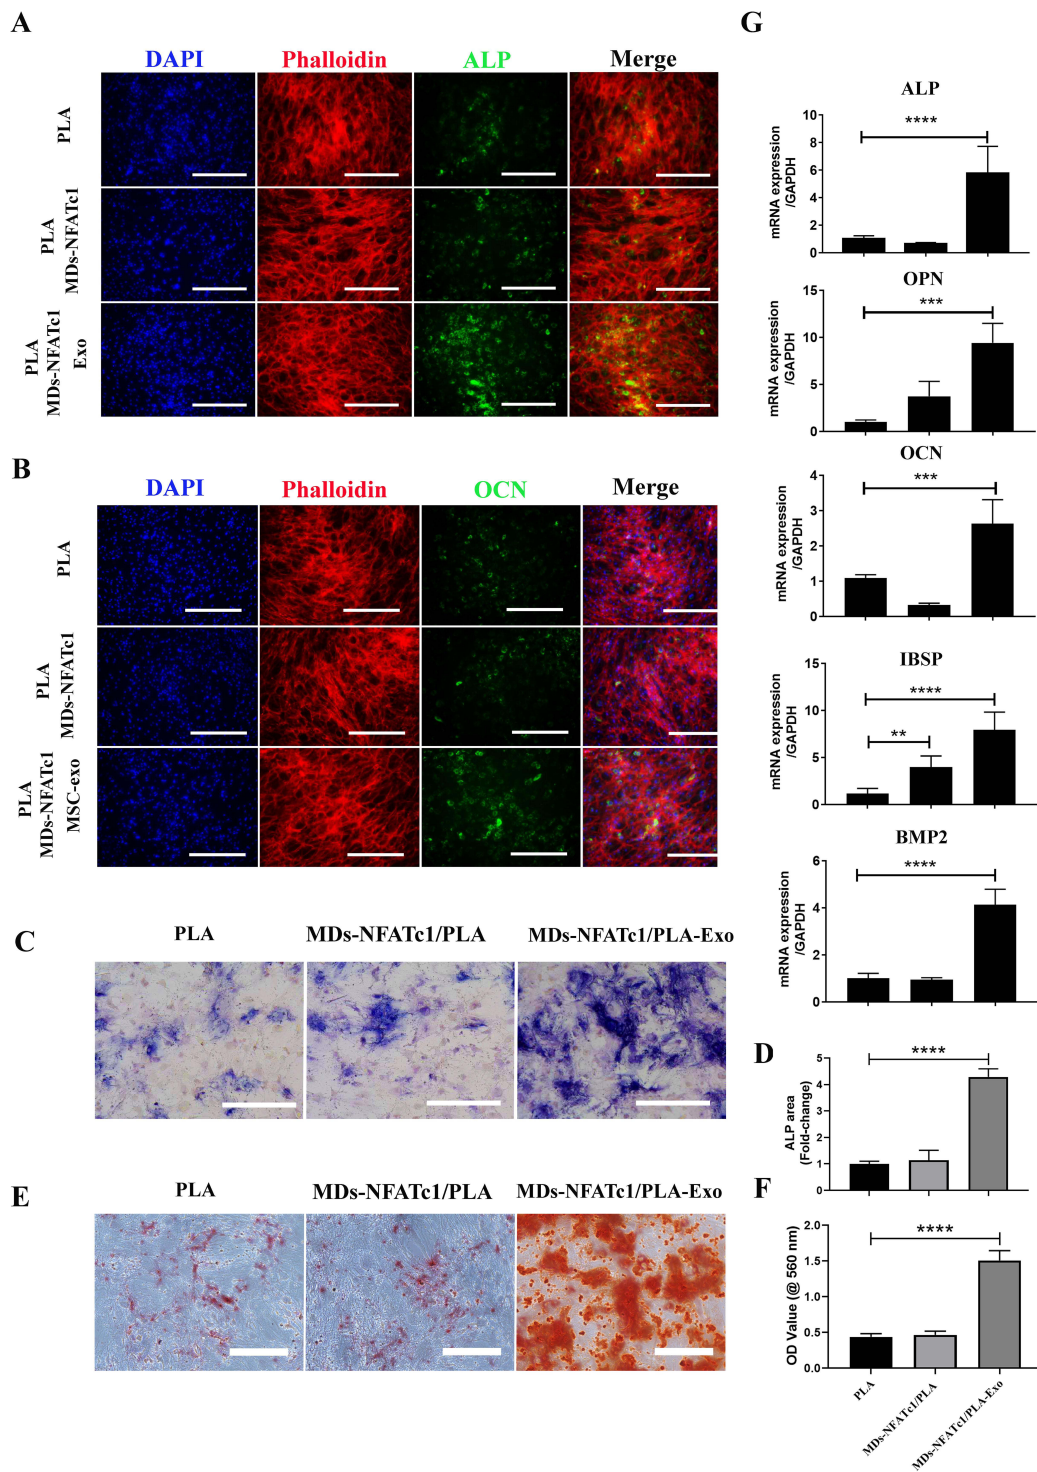 A
DAPI Phalloidin ALP Merge
PLA
PLA
MDs-NFATc1
PLA
MDs-NFATc1
Exo
B
DAPI Phalloidin OCN Merge
PLA
PLA
MDs-NFATc1
PLA
MDs-NFATc1
MSC-exo
C
PLA MDs-NFATc1/PLA MDs-NFATc1/PLA-Exo
E
PLA MDs-NFATc1/PLA MDs-NFATc1/PLA-Exo
G
ALP
mRNA expression
/GAPDH
10
8
6
4
2
0
****
OPN
mRNA expression
/GAPDH
15
10
5
0
***
OCN
mRNA expression
/GAPDH
4
3
2
1
0
***
IBSP
mRNA expression
/GAPDH
15
10
5
0
****
**
BMP2
mRNA expression
/GAPDH
6
4
2
0
****
D
ALP area
(Fold-change)
5
4
3
2
1
0
****
F
OD Value (@ 560 nm)
2.0
1.5
1.0
0.5
0.0
****
PLA
MDs-NFATc1/PLA
MDs-NFATc1/PLA-Exo